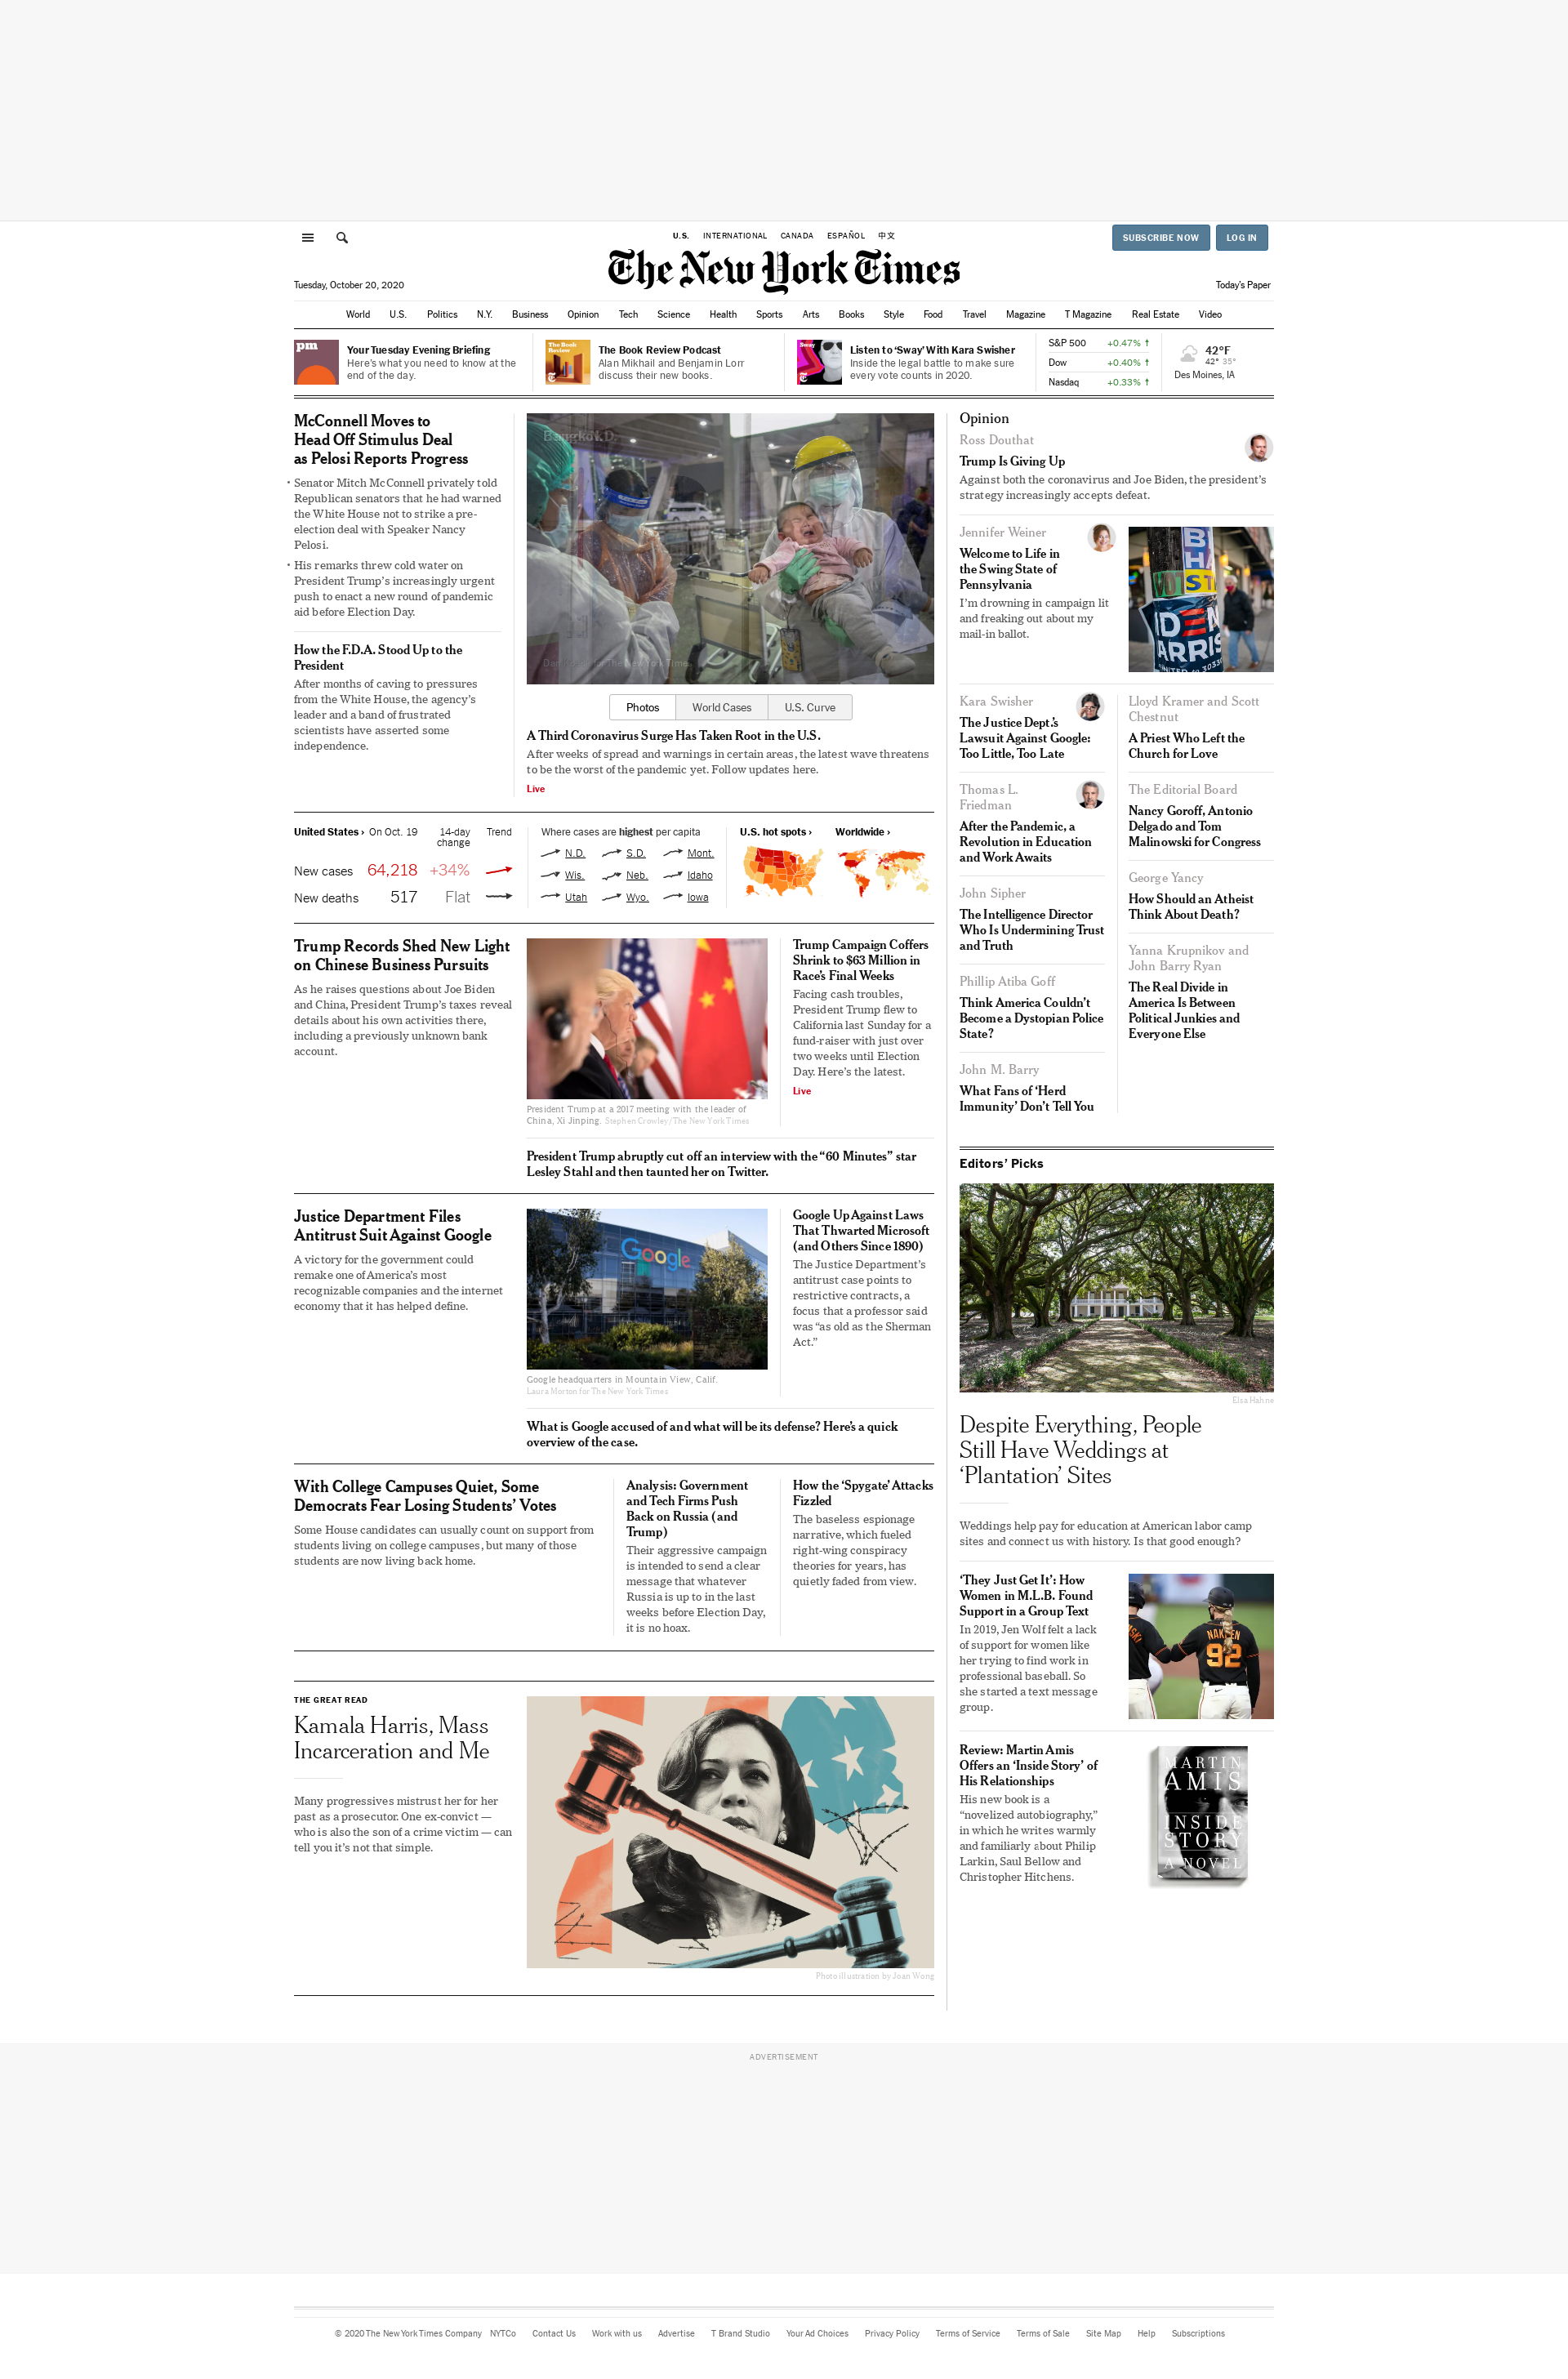 U.S. INTERNATIONAL CANADA ESPAÑOL 中文
SUBSCRIBE NOW LOG IN
The New York Times
Tuesday, October 20, 2020
Today's Paper
World U.S. Politics N.Y. Business Opinion Tech Science Health Sports Arts Books Style Food Travel Magazine T Magazine Real Estate Video
pm
Your Tuesday Evening Briefing
Here's what you need to know at the
end of the day.
The Book
Review
The Book Review Podcast
Alan Mikhail and Benjamin Lorr
discuss their new books.
Sway
Listen to 'Sway' With Kara Swisher
Inside the legal battle to make sure
every vote counts in 2020.
S&P 500 +0.47% ↑
Dow +0.40% ↑
Nasdaq +0.33% ↑
42°F
42° 35°
Des Moines, IA
McConnell Moves to
Head Off Stimulus Deal
as Pelosi Reports Progress
• Senator Mitch McConnell privately told
Republican senators that he had warned
the White House not to strike a pre-
election deal with Speaker Nancy
Pelosi.
• His remarks threw cold water on
President Trump's increasingly urgent
push to enact a new round of pandemic
aid before Election Day.
How the F.D.A. Stood Up to the
President
After months of caving to pressures
from the White House, the agency's
leader and a band of frustrated
scientists have asserted some
independence.
Photos World Cases U.S. Curve
A Third Coronavirus Surge Has Taken Root in the U.S.
After weeks of spread and warnings in certain areas, the latest wave threatens
to be the worst of the pandemic yet. Follow updates here.
Live
United States › On Oct. 19 14-day
change Trend
New cases 64,218 +34%
New deaths 517 Flat
Where cases are highest per capita
N.D. S.D. Mont.
Wis. Neb. Idaho
Utah Wyo. Iowa
U.S. hot spots › Worldwide ›
Trump Records Shed New Light
on Chinese Business Pursuits
As he raises questions about Joe Biden
and China, President Trump's taxes reveal
details about his own activities there,
including a previously unknown bank
account.
President Trump at a 2017 meeting with the leader of
China, Xi Jinping. Stephen Crowley/The New York Times
Trump Campaign Coffers
Shrink to $63 Million in
Race's Final Weeks
Facing cash troubles,
President Trump flew to
California last Sunday for a
fund-raiser with just over
two weeks until Election
Day. Here's the latest.
Live
President Trump abruptly cut off an interview with the “60 Minutes” star
Lesley Stahl and then taunted her on Twitter.
Justice Department Files
Antitrust Suit Against Google
A victory for the government could
remake one of America's most
recognizable companies and the internet
economy that it has helped define.
Google
Google headquarters in Mountain View, Calif.
Laura Morton for The New York Times
Google Up Against Laws
That Thwarted Microsoft
(and Others Since 1890)
The Justice Department's
antitrust case points to
restrictive contracts, a
focus that a professor said
was “as old as the Sherman
Act.”
What is Google accused of and what will be its defense? Here's a quick
overview of the case.
With College Campuses Quiet, Some
Democrats Fear Losing Students' Votes
Some House candidates can usually count on support from
students living on college campuses, but many of those
students are now living back home.
Analysis: Government
and Tech Firms Push
Back on Russia (and
Trump)
Their aggressive campaign
is intended to send a clear
message that whatever
Russia is up to in the last
weeks before Election Day,
it is no hoax.
How the ‘Spygate’ Attacks
Fizzled
The baseless espionage
narrative, which fueled
right-wing conspiracy
theories for years, has
quietly faded from view.
THE GREAT READ
Kamala Harris, Mass
Incarceration and Me
Many progressives mistrust her for her
past as a prosecutor. One ex-convict —
who is also the son of a crime victim — can
tell you it's not that simple.
Photo illustration by Joan Wong
Opinion
Ross Douthat
Trump Is Giving Up
Against both the coronavirus and Joe Biden, the president's
strategy increasingly accepts defeat.
Jennifer Weiner
Welcome to Life in
the Swing State of
Pennsylvania
I'm drowning in campaign lit
and freaking out about my
mail-in ballot.
Kara Swisher
The Justice Dept.'s
Lawsuit Against Google:
Too Little, Too Late
Thomas L.
Friedman
After the Pandemic, a
Revolution in Education
and Work Awaits
John Sipher
The Intelligence Director
Who Is Undermining Trust
and Truth
Phillip Atiba Goff
Think America Couldn't
Become a Dystopian Police
State?
John M. Barry
What Fans of ‘Herd
Immunity’ Don't Tell You
Lloyd Kramer and Scott
Chestnut
A Priest Who Left the
Church for Love
The Editorial Board
Nancy Goroff, Antonio
Delgado and Tom
Malinowski for Congress
George Yancy
How Should an Atheist
Think About Death?
Yanna Krupnikov and
John Barry Ryan
The Real Divide in
America Is Between
Political Junkies and
Everyone Else
Editors’ Picks
Elsa Hahne
Despite Everything, People
Still Have Weddings at
‘Plantation’ Sites
Weddings help pay for education at American labor camp
sites and connect us with history. Is that good enough?
‘They Just Get It’: How
Women in M.L.B. Found
Support in a Group Text
In 2019, Jen Wolf felt a lack
of support for women like
her trying to find work in
professional baseball. So
she started a text message
group.
NAKKEN
92
Review: Martin Amis
Offers an ‘Inside Story’ of
His Relationships
His new book is a
“novelized autobiography,”
in which he writes warmly
and familiarly about Philip
Larkin, Saul Bellow and
Christopher Hitchens.
MARTIN
AMIS
INSIDE
STORY
A NOVEL
ADVERTISEMENT
© 2020 The New York Times Company NYTCo Contact Us Work with us Advertise T Brand Studio Your Ad Choices Privacy Policy Terms of Service Terms of Sale Site Map Help Subscriptions